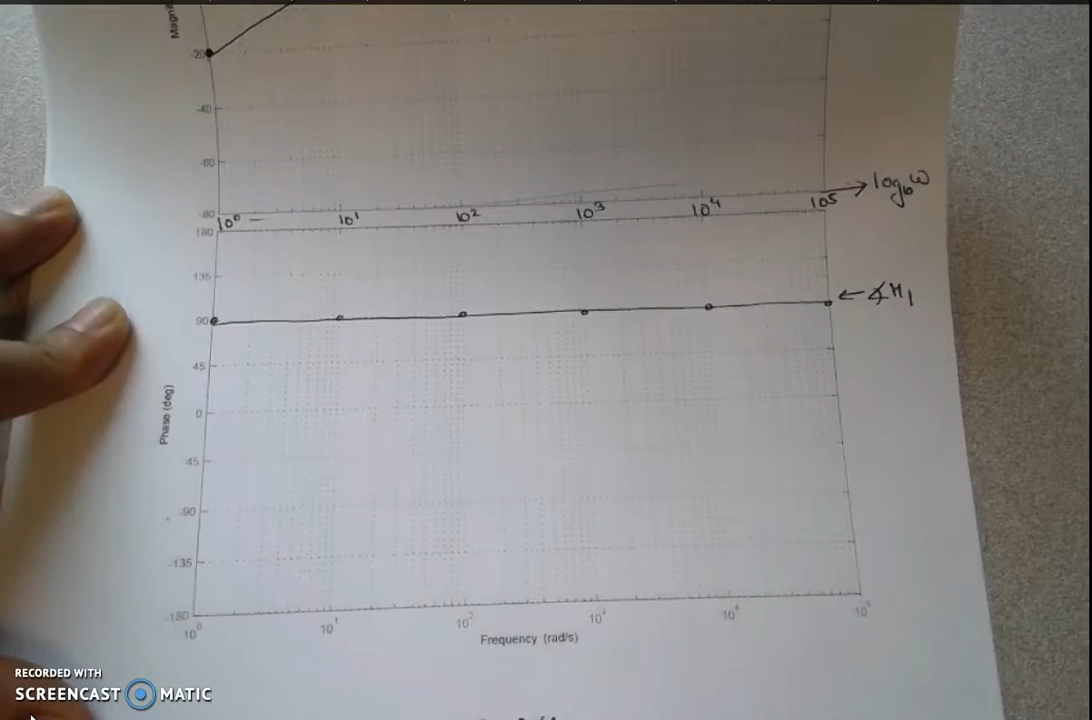 -20
-40
-60
-80
10⁰ 10¹ 10² 10³ 10⁴ 10⁵ → log₁₀ω
180
135
90 ← ∡H₁
45
0
-45
-90
-135
-180
Phase (deg)
10⁰ 10¹ 10² 10³ 10⁴ 10⁵
Frequency (rad/s)
RECORDED WITH
SCREENCAST MATIC